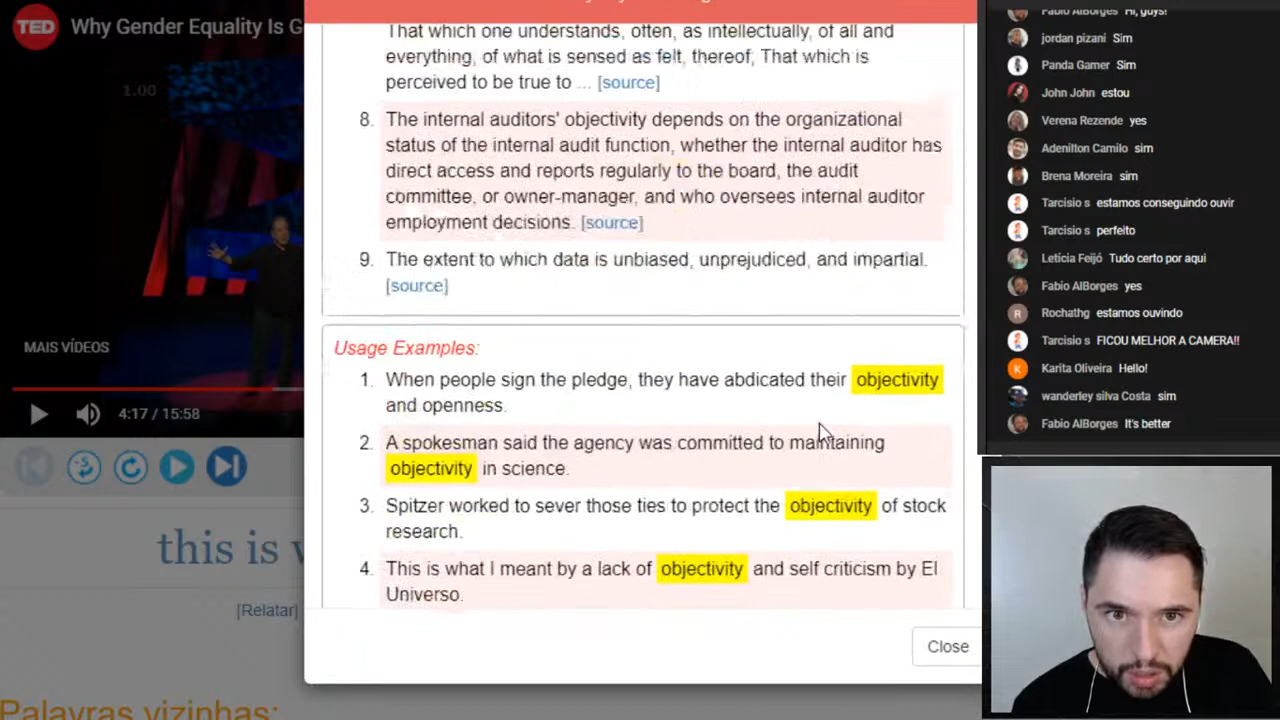 TED
Why Gender Equality Is G
1.00
MAIS VÍDEOS
4:17 / 15:58
this is
[Relatar]
Palavras vizinhas:
That which one understands, often, as intellectually, of all and
everything, of what is sensed as felt, thereof; That which is
perceived to be true to ... [source]
8. The internal auditors' objectivity depends on the organizational
status of the internal audit function, whether the internal auditor has
direct access and reports regularly to the board, the audit
committee, or owner-manager, and who oversees internal auditor
employment decisions. [source]
9. The extent to which data is unbiased, unprejudiced, and impartial.
[source]
Usage Examples:
1. When people sign the pledge, they have abdicated their objectivity
and openness.
2. A spokesman said the agency was committed to maintaining
objectivity in science.
3. Spitzer worked to sever those ties to protect the objectivity of stock
research.
4. This is what I meant by a lack of objectivity and self criticism by El
Universo.
Close
Fabio AlBorges Hi, guys!
jordan pizani Sim
Panda Gamer Sim
John John estou
Verena Rezende yes
Adenilton Camilo sim
Brena Moreira sim
Tarcisio s estamos conseguindo ouvir
Tarcisio s perfeito
Letícia Feijó Tudo certo por aqui
Fabio AlBorges yes
R Rochathg estamos ouvindo
Tarcisio s FICOU MELHOR A CAMERA!!
K Karita Oliveira Hello!
wanderley silva Costa sim
Fabio AlBorges It's better